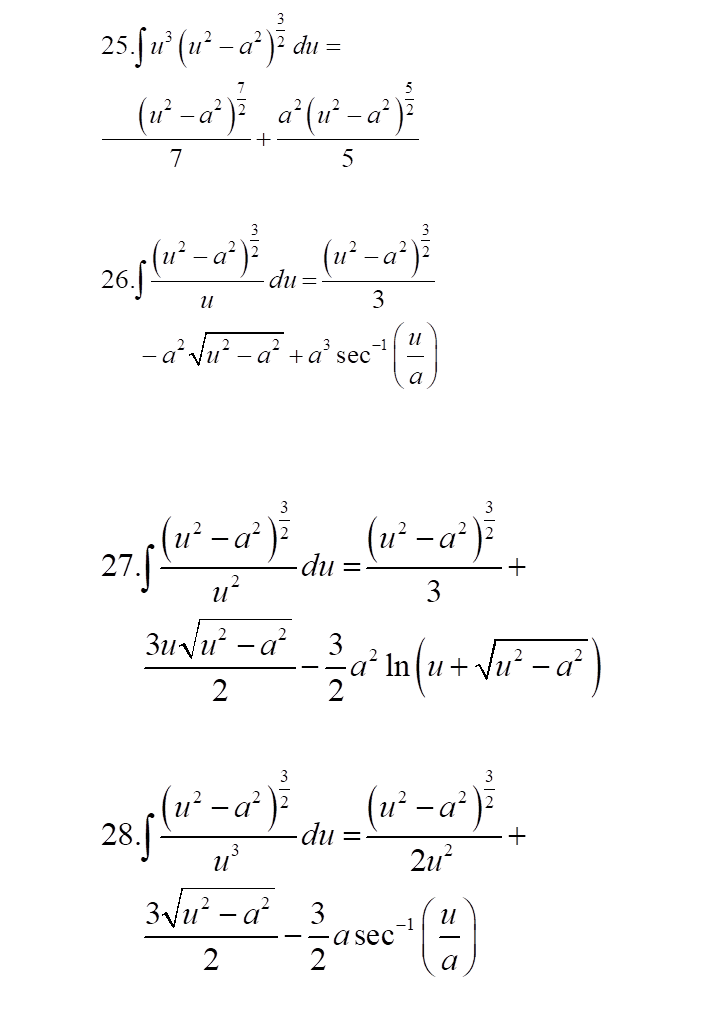 25.∫u³(u² − a²)^(3/2) du =
(u² − a²)^(7/2)/7 + a²(u² − a²)^(5/2)/5
26.∫(u² − a²)^(3/2)/u du = (u² − a²)^(3/2)/3
− a²√(u² − a²) + a³ sec⁻¹(u/a)
27.∫(u² − a²)^(3/2)/u² du = (u² − a²)^(3/2)/3 +
3u√(u² − a²)/2 − 3/2 a² ln(u + √(u² − a²))
28.∫(u² − a²)^(3/2)/u³ du = (u² − a²)^(3/2)/2u² +
3√(u² − a²)/2 − 3/2 a sec⁻¹(u/a)